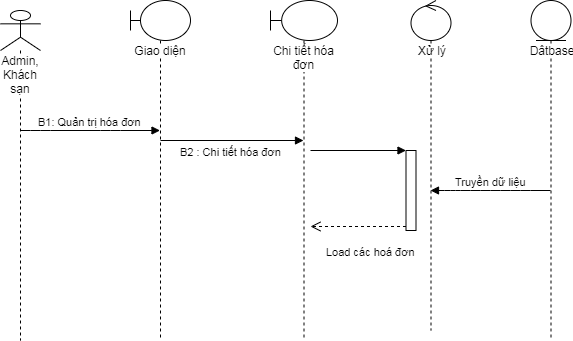 Admin,
Khách
sạn
Giao diện
Chi tiết hóa
đơn
Xử lý
Dâtbase
B1: Quản trị hóa đơn
B2 : Chi tiết hóa đơn
Truyền dữ liệu
Load các hoá đơn